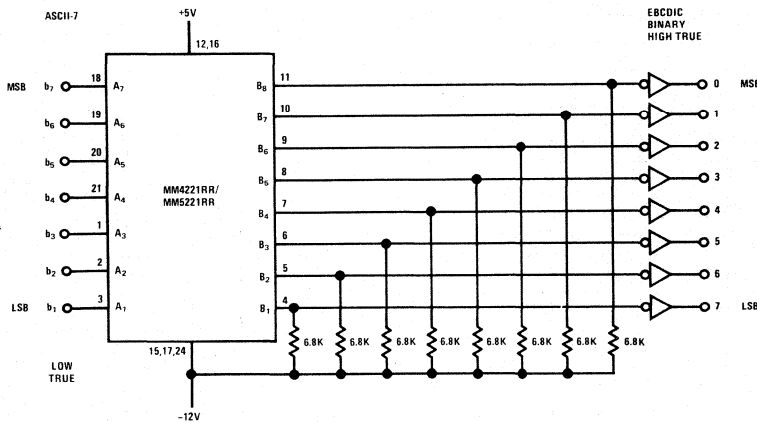 ASCII-7
+5V
EBCDIC
BINARY
HIGH TRUE
12,16
MSB b7 18 A7 B8 11 0 MSB
b6 19 A6 B7 10 1
b5 20 A5 B6 9 2
b4 21 A4 B5 8 3
MM4221RR/
MM5221RR
B4 7 4
b3 1 A3 B3 6 5
b2 2 A2 B2 5 6
LSB b1 3 A1 B1 4 7 LSB
6.8K 6.8K 6.8K 6.8K 6.8K 6.8K 6.8K 6.8K
15,17,24
LOW
TRUE
-12V